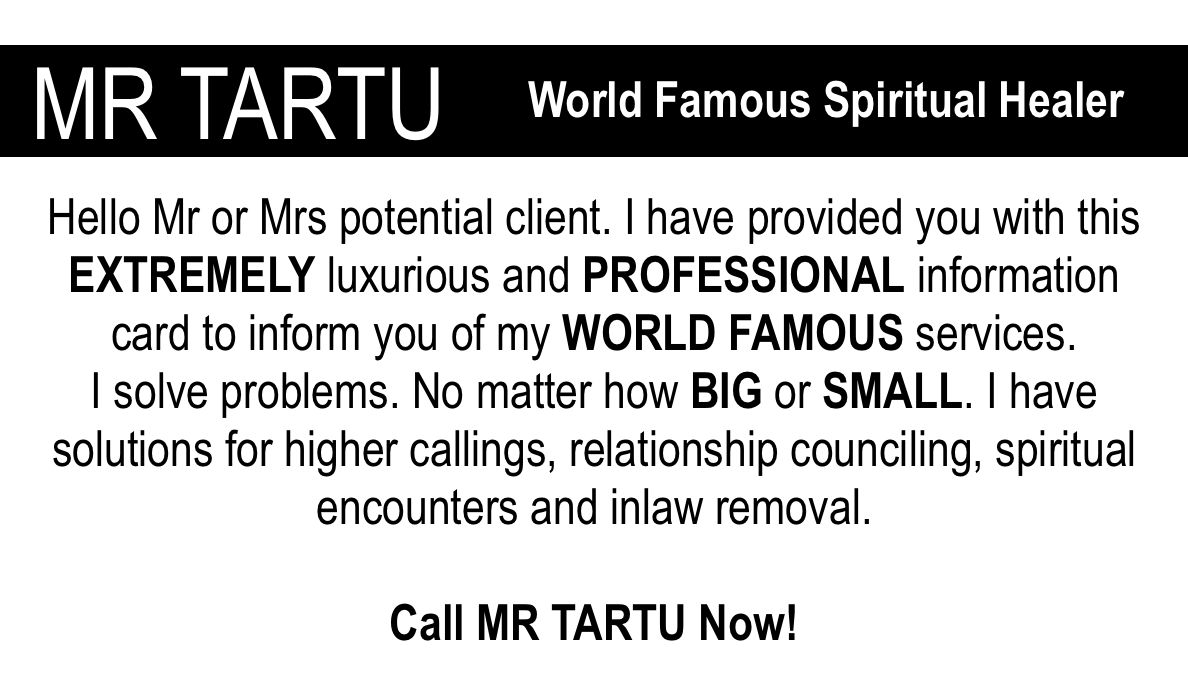 MR TARTU World Famous Spiritual Healer
Hello Mr or Mrs potential client. I have provided you with this
EXTREMELY luxurious and PROFESSIONAL information
card to inform you of my WORLD FAMOUS services.
I solve problems. No matter how BIG or SMALL. I have
solutions for higher callings, relationship counciling, spiritual
encounters and inlaw removal.
Call MR TARTU Now!